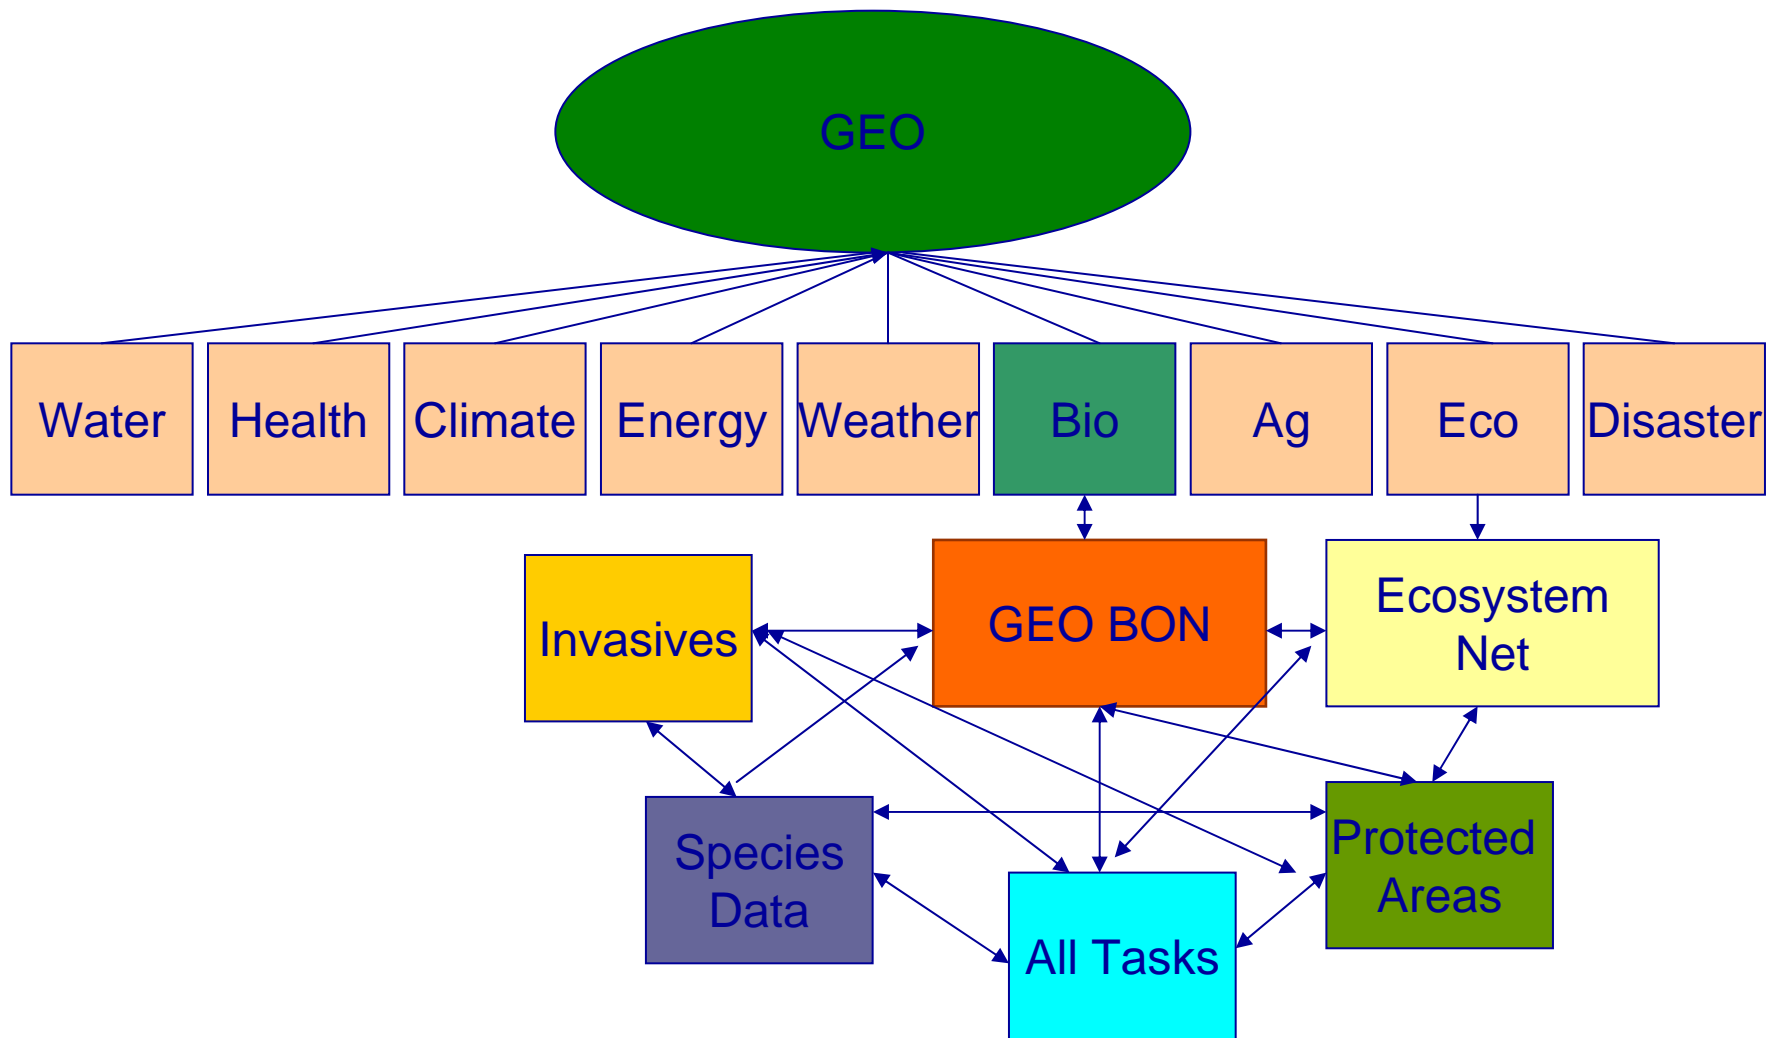 GEO
Water
Health
Climate
Energy
Weather
Bio
Ag
Eco
Disaster
Invasives
GEO BON
Ecosystem
Net
Species
Data
All Tasks
Protected
Areas